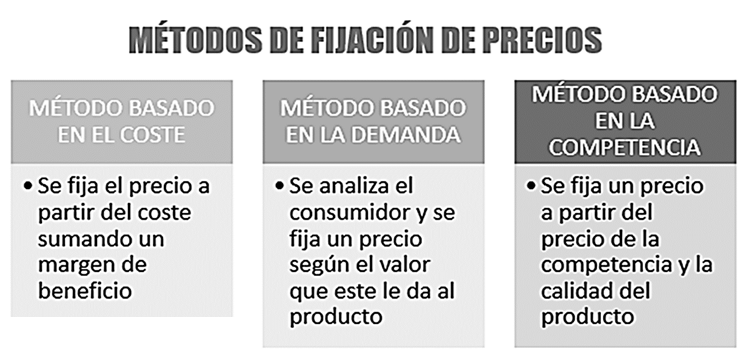 MÉTODOS DE FIJACIÓN DE PRECIOS
MÉTODO BASADO
EN EL COSTE
• Se fija el precio a
partir del coste
sumando un
margen de
beneficio
MÉTODO BASADO
EN LA DEMANDA
• Se analiza el
consumidor y se
fija un precio
según el valor
que este le da al
producto
MÉTODO BASADO
EN LA
COMPETENCIA
• Se fija un precio
a partir del
precio de la
competencia y la
calidad del
producto